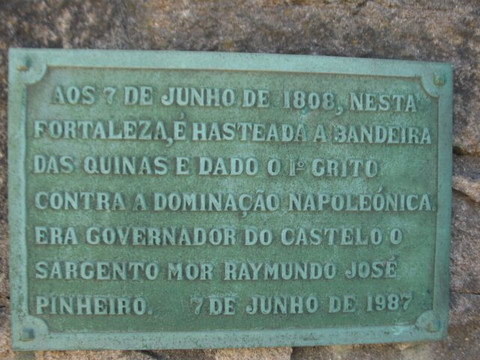 AOS 7 DE JUNHO DE 1808, NESTA
FORTALEZA, É HASTEADA A BANDEIRA
DAS QUINAS E DADO O 1º GRITO
CONTRA A DOMINAÇÃO NAPOLEÓNICA
ERA GOVERNADOR DO CASTELO O
SARGENTO MOR RAYMUNDO JOSÉ
PINHEIRO. 7 DE JUNHO DE 1987